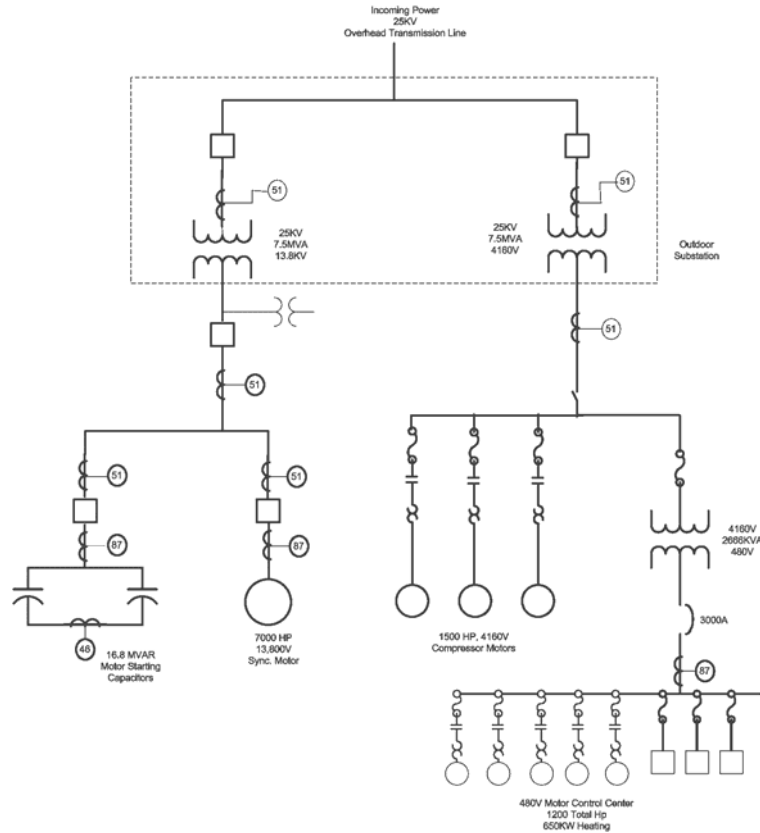 Incoming Power
25KV
Overhead Transmission Line
51
51
25KV
7.5MVA
13.8KV
25KV
7.5MVA
4160V
Outdoor
Substation
51
51
51
51
87
87
4160V
2666KVA
480V
3000A
46
16.8 MVAR
Motor Starting
Capacitors
7000 HP
13,800V
Sync. Motor
1500 HP, 4160V
Compressor Motors
87
480V Motor Control Center
1200 Total Hp
650KW Heating